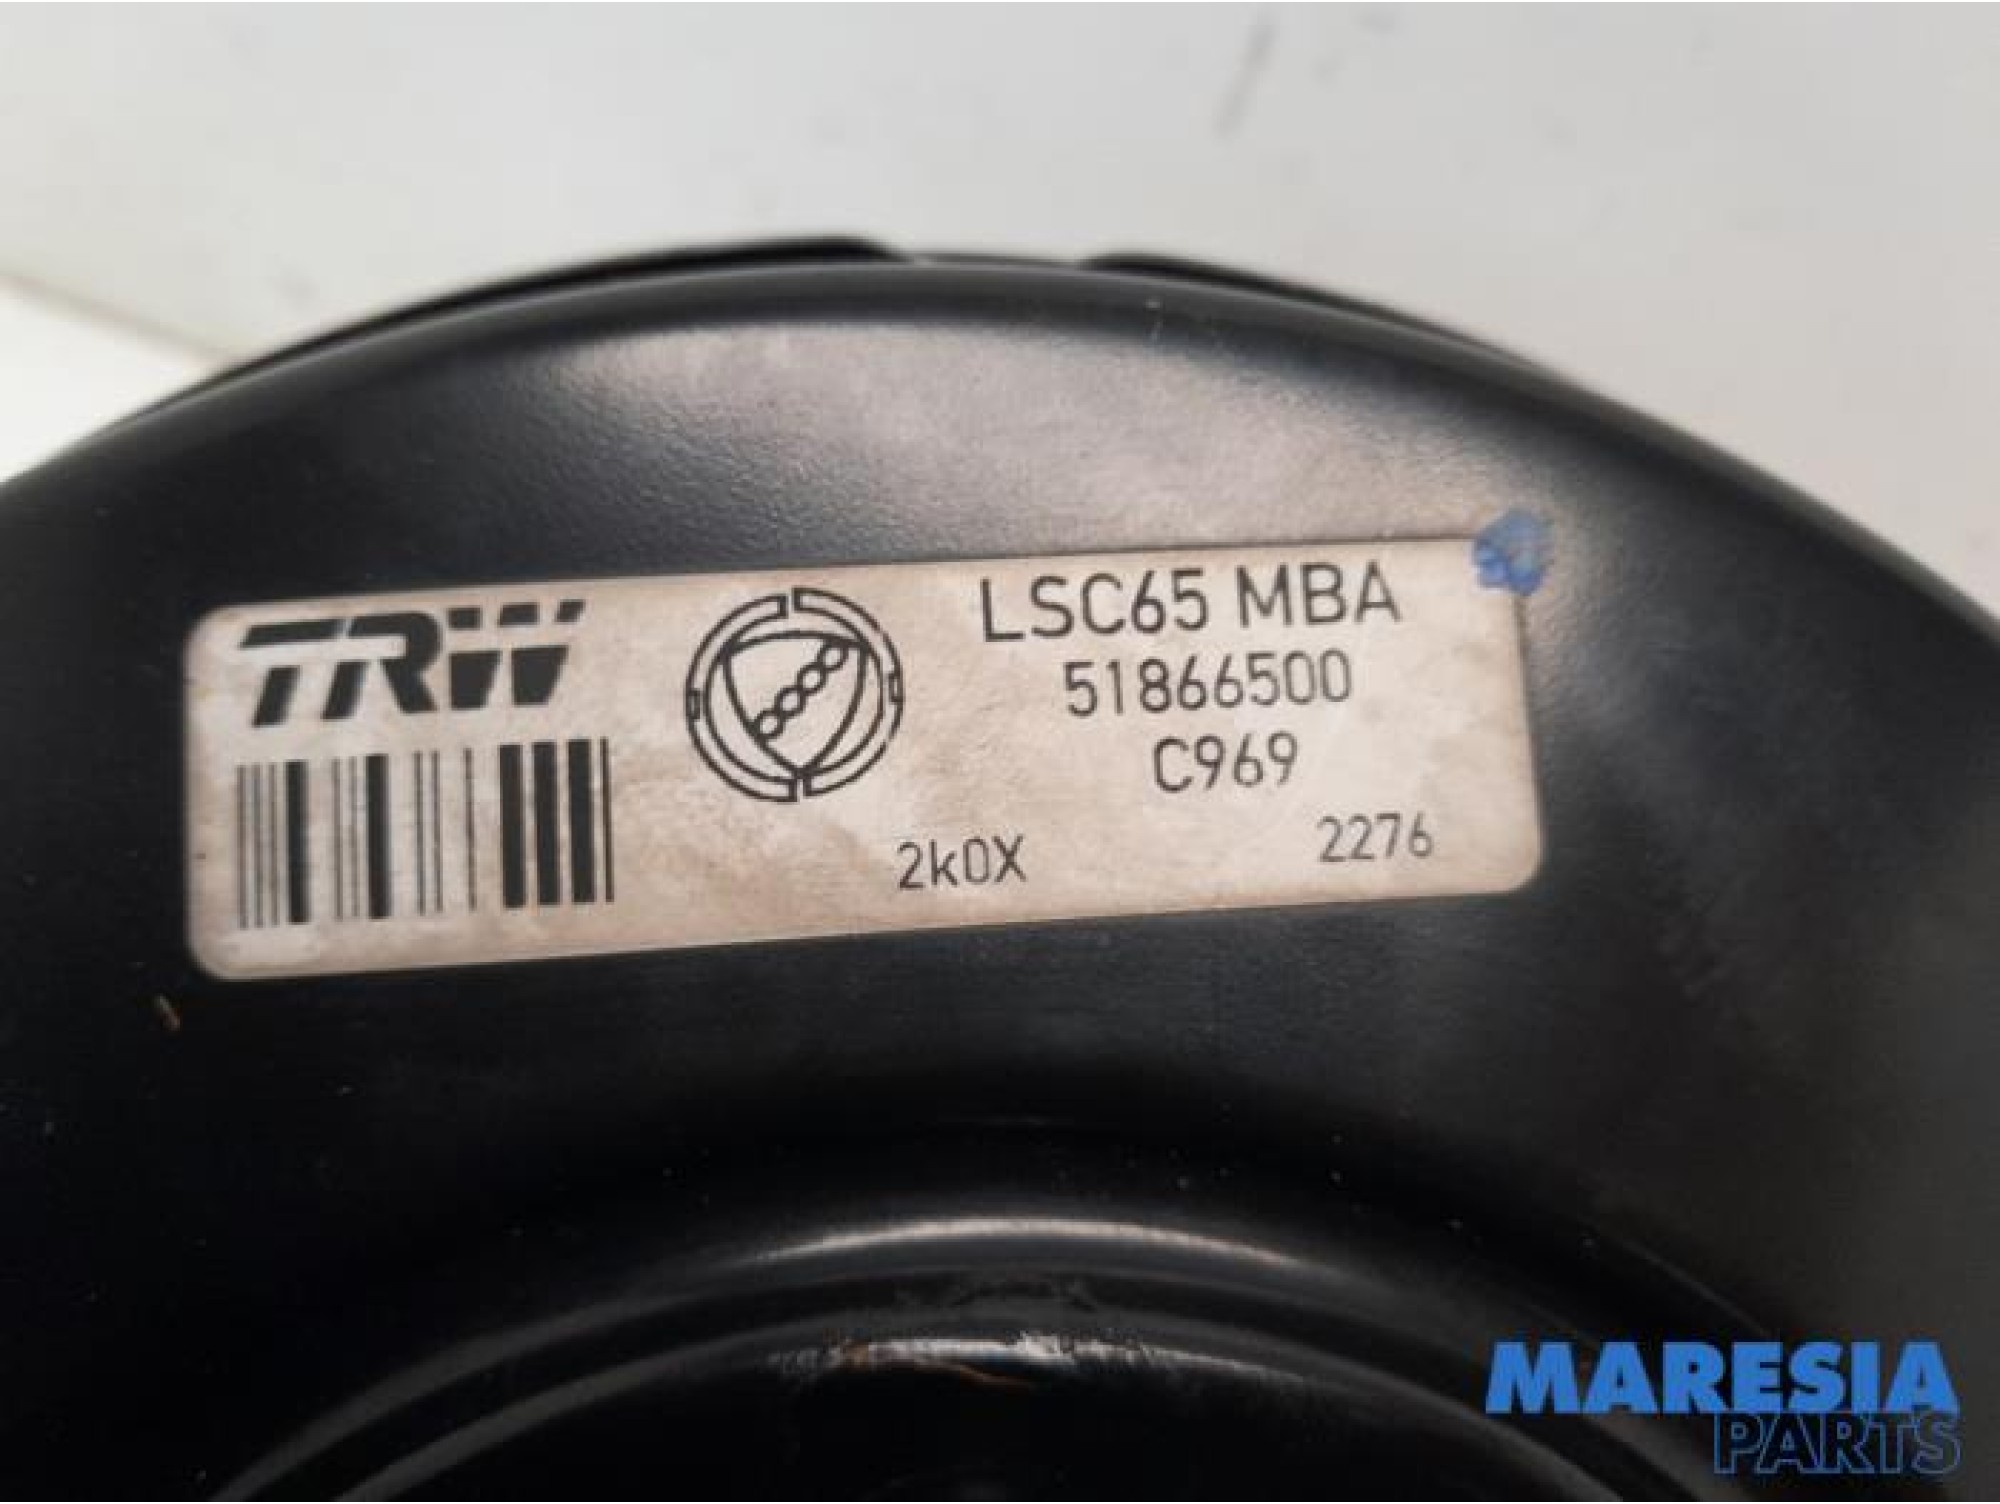 TRW
LSC65 MBA
51866500
C969
2k0X
2276
MARESIA
PARTS